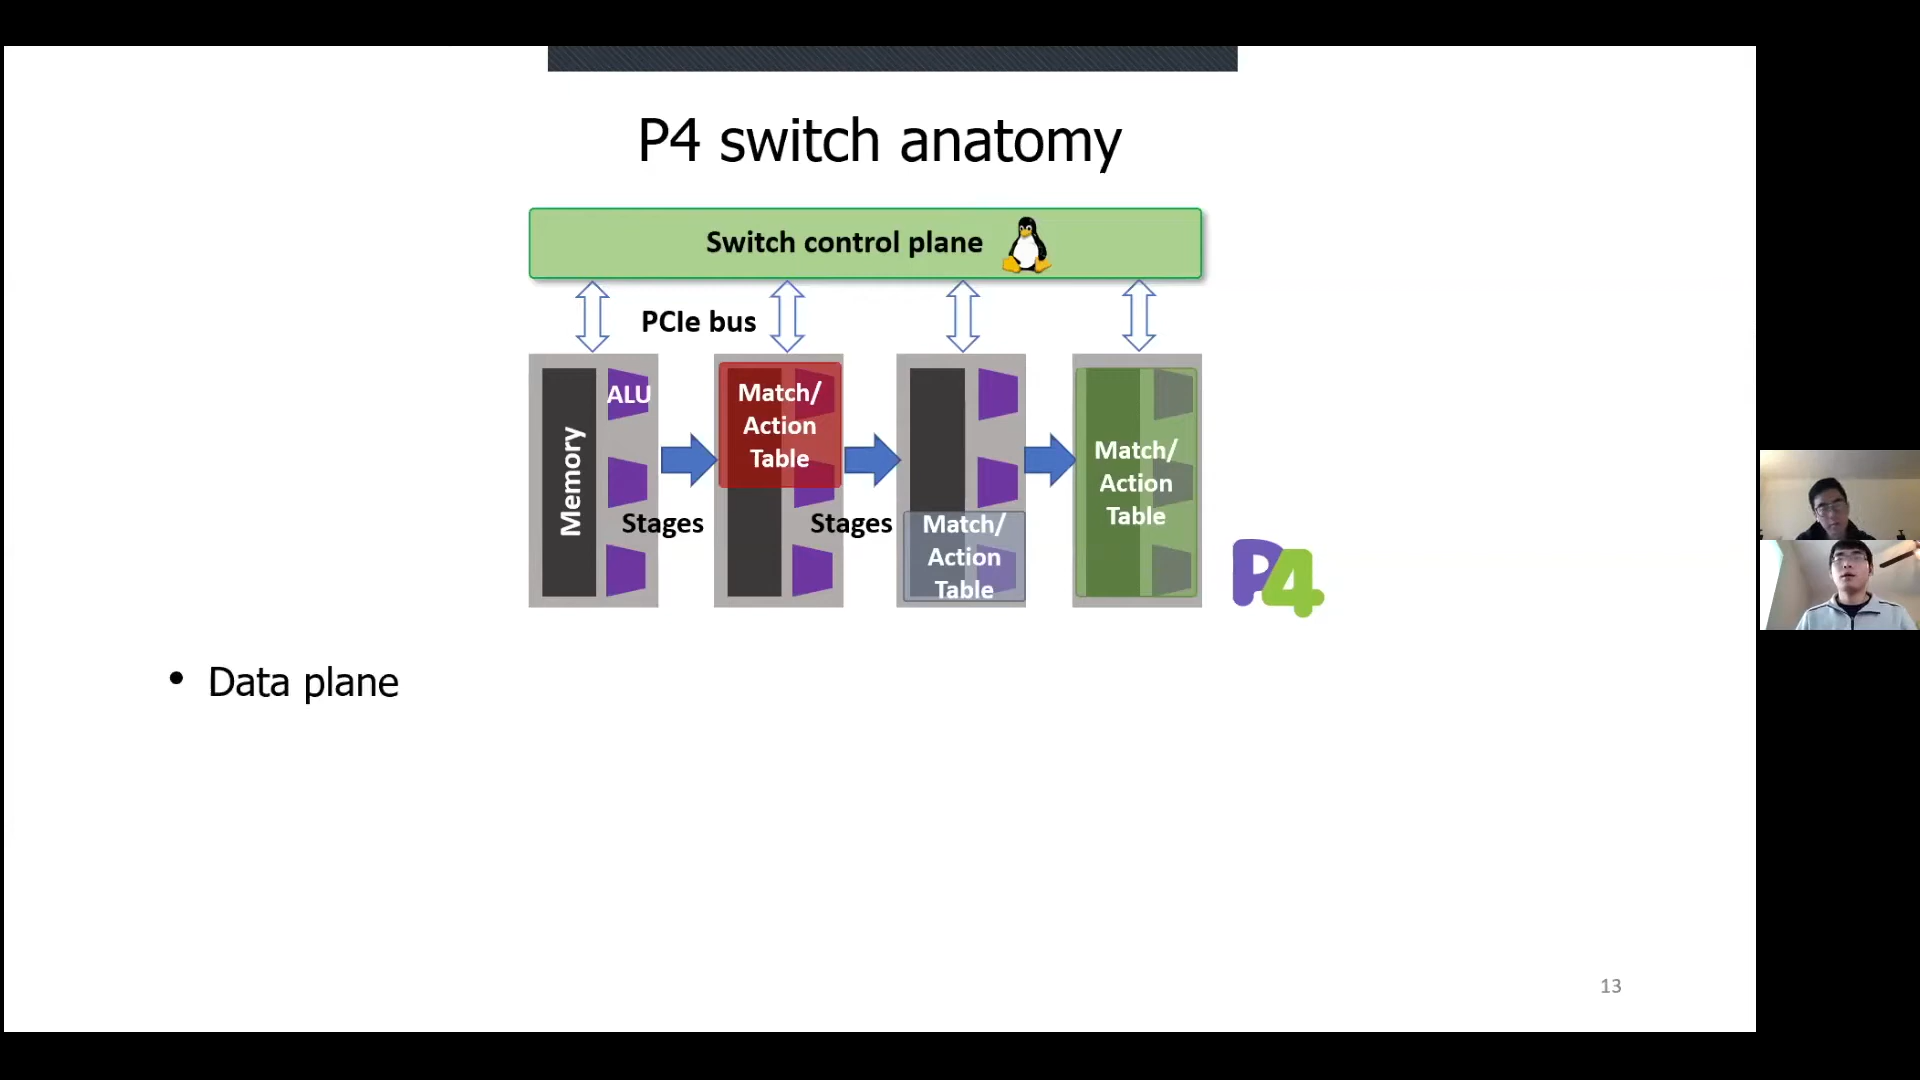 P4 switch anatomy
Switch control plane
PCIe bus
ALU
Memory
Stages
Match/
Action
Table
Stages
Match/
Action
Table
Match/
Action
Table
P4
• Data plane
13